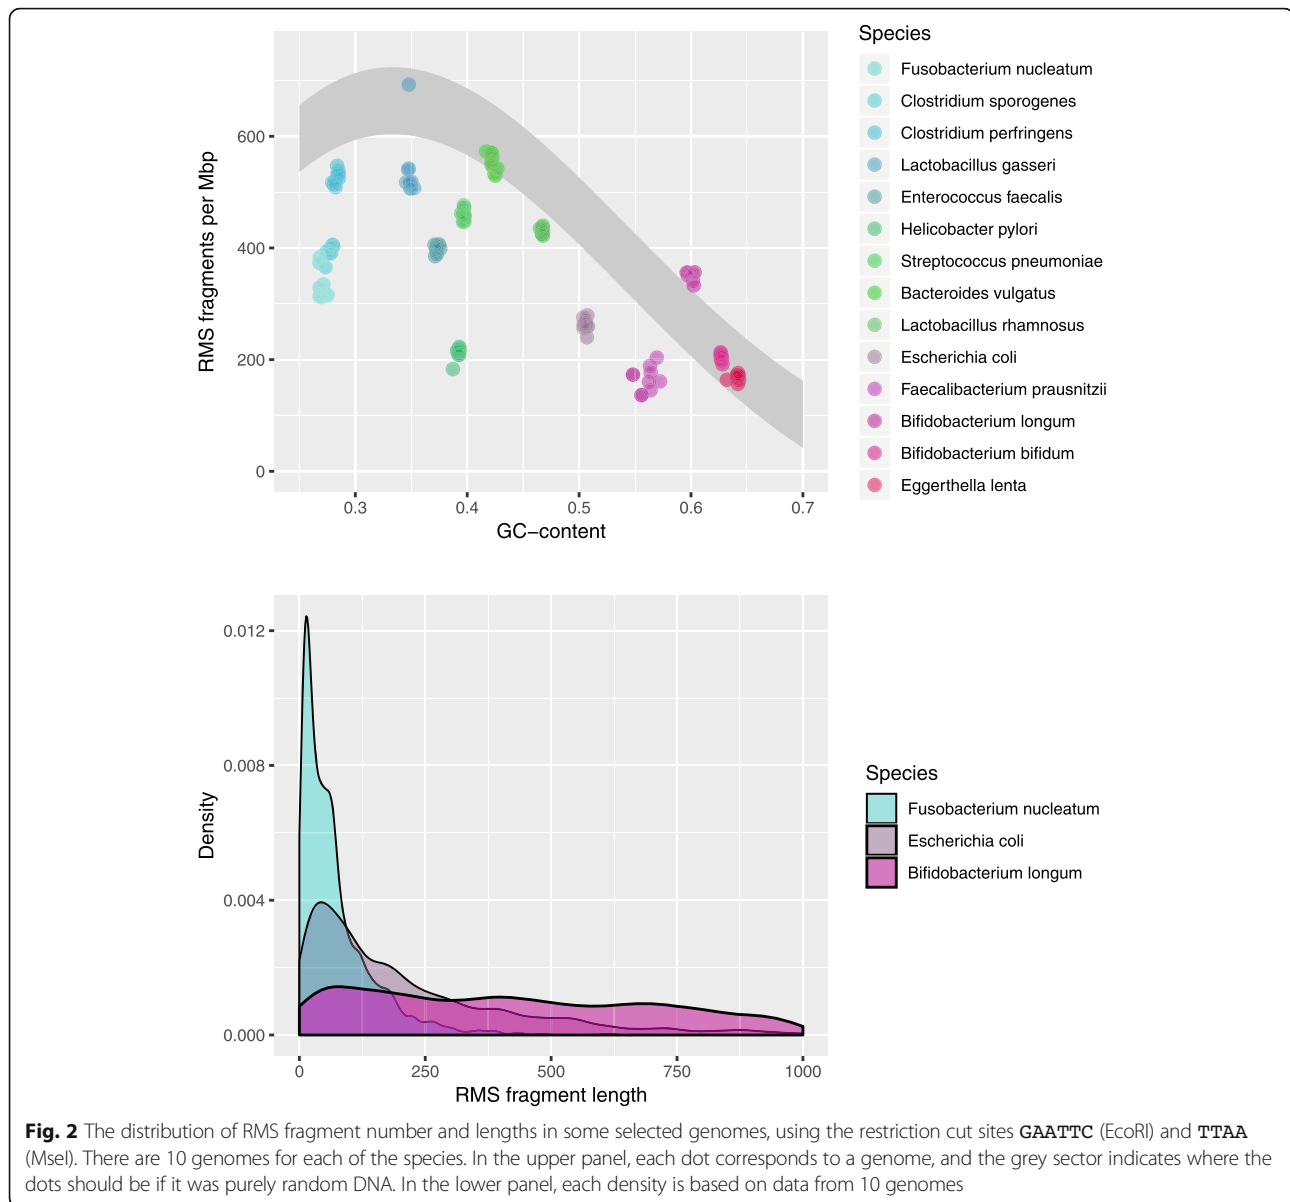 Species
Fusobacterium nucleatum
Clostridium sporogenes
Clostridium perfringens
Lactobacillus gasseri
Enterococcus faecalis
Helicobacter pylori
Streptococcus pneumoniae
Bacteroides vulgatus
Lactobacillus rhamnosus
Escherichia coli
Faecalibacterium prausnitzii
Bifidobacterium longum
Bifidobacterium bifidum
Eggerthella lenta
RMS fragments per Mbp
600
400
200
0
0.3 0.4 0.5 0.6 0.7
GC−content
Density
0.012
0.008
0.004
0.000
0 250 500 750 1000
RMS fragment length
Species
Fusobacterium nucleatum
Escherichia coli
Bifidobacterium longum
Fig. 2 The distribution of RMS fragment number and lengths in some selected genomes, using the restriction cut sites GAATTC (EcoRI) and TTAA
(MseI). There are 10 genomes for each of the species. In the upper panel, each dot corresponds to a genome, and the grey sector indicates where the
dots should be if it was purely random DNA. In the lower panel, each density is based on data from 10 genomes